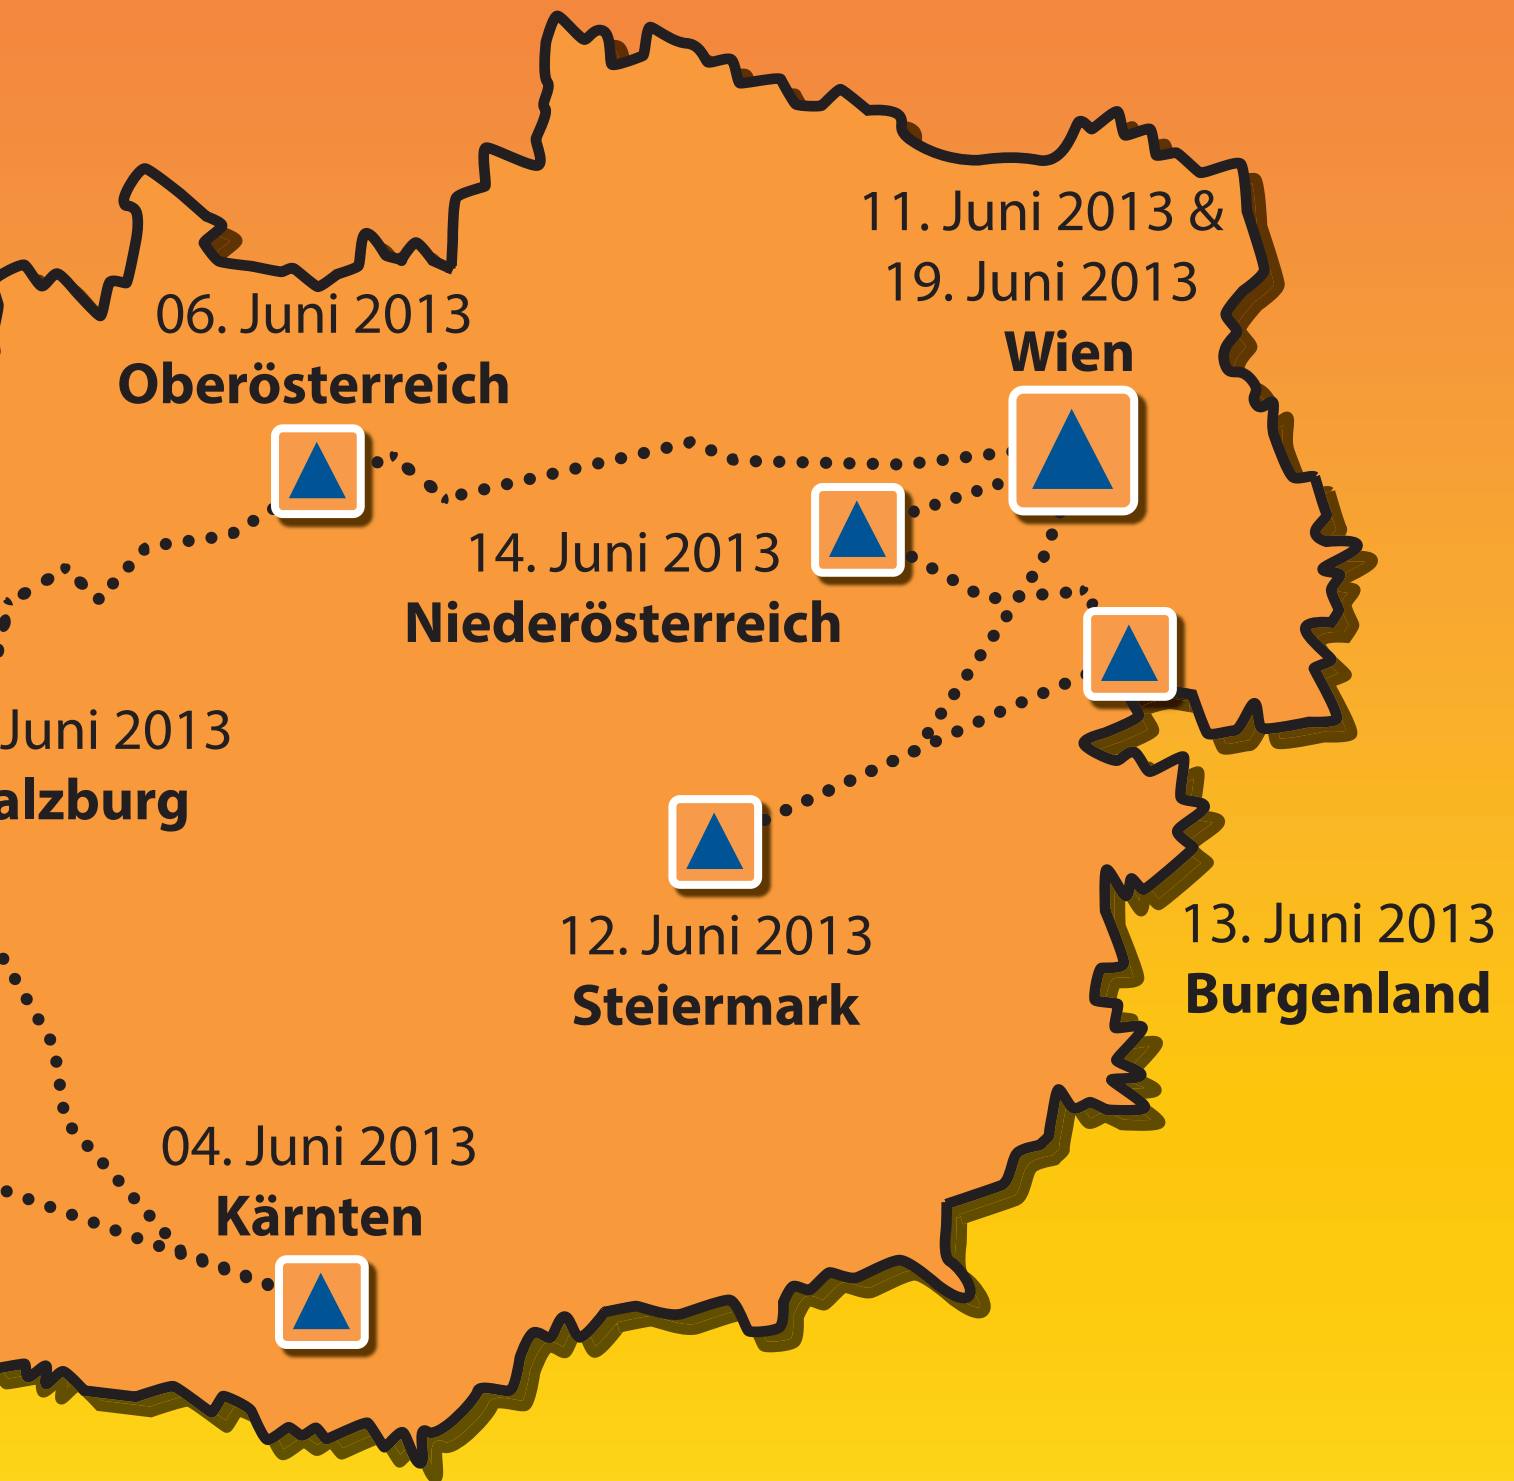 11. Juni 2013 &
19. Juni 2013
Wien
06. Juni 2013
Oberösterreich
14. Juni 2013
Niederösterreich
Juni 2013
alzburg
12. Juni 2013
Steiermark
13. Juni 2013
Burgenland
04. Juni 2013
Kärnten